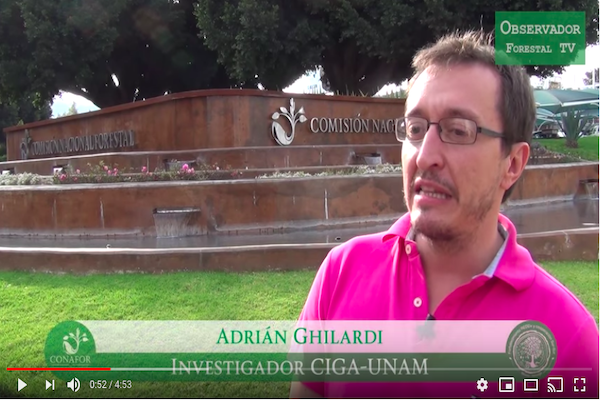 OBSERVADOR
FORESTAL TV
COMISIÓN NACIONAL FORESTAL
COMISIÓN NAC
ADRIÁN GHILARDI
CONAFOR
INVESTIGADOR CIGA-UNAM
0:52 / 4:53